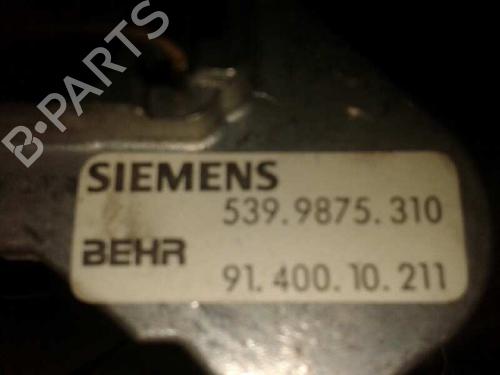 B-PARTS
SIEMENS
539.9875.310
BEHR
91.400.10.211